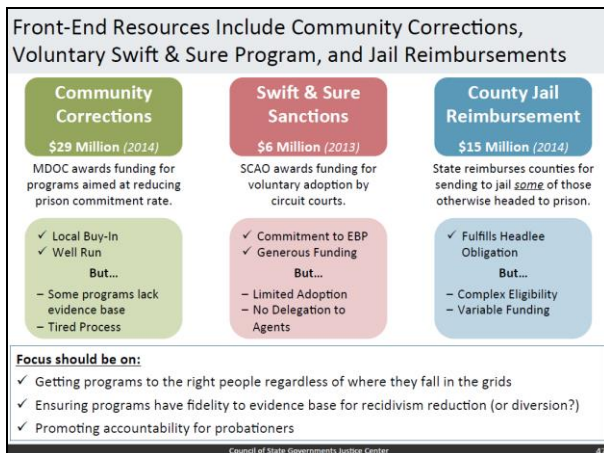 Front-End Resources Include Community Corrections,
Voluntary Swift & Sure Program, and Jail Reimbursements
Community
Corrections
$29 Million (2014)
MDOC awards funding for
programs aimed at reducing
prison commitment rate.
✓ Local Buy-In
✓ Well Run
But...
– Some programs lack
evidence base
– Tired Process
Swift & Sure
Sanctions
$6 Million (2013)
SCAO awards funding for
voluntary adoption by
circuit courts.
✓ Commitment to EBP
✓ Generous Funding
But...
– Limited Adoption
– No Delegation to
Agents
County Jail
Reimbursement
$15 Million (2014)
State reimburses counties for
sending to jail some of those
otherwise headed to prison.
✓ Fulfills Headlee
Obligation
But...
– Complex Eligibility
– Variable Funding
Focus should be on:
✓ Getting programs to the right people regardless of where they fall in the grids
✓ Ensuring programs have fidelity to evidence base for recidivism reduction (or diversion?)
✓ Promoting accountability for probationers
Council of State Governments Justice Center